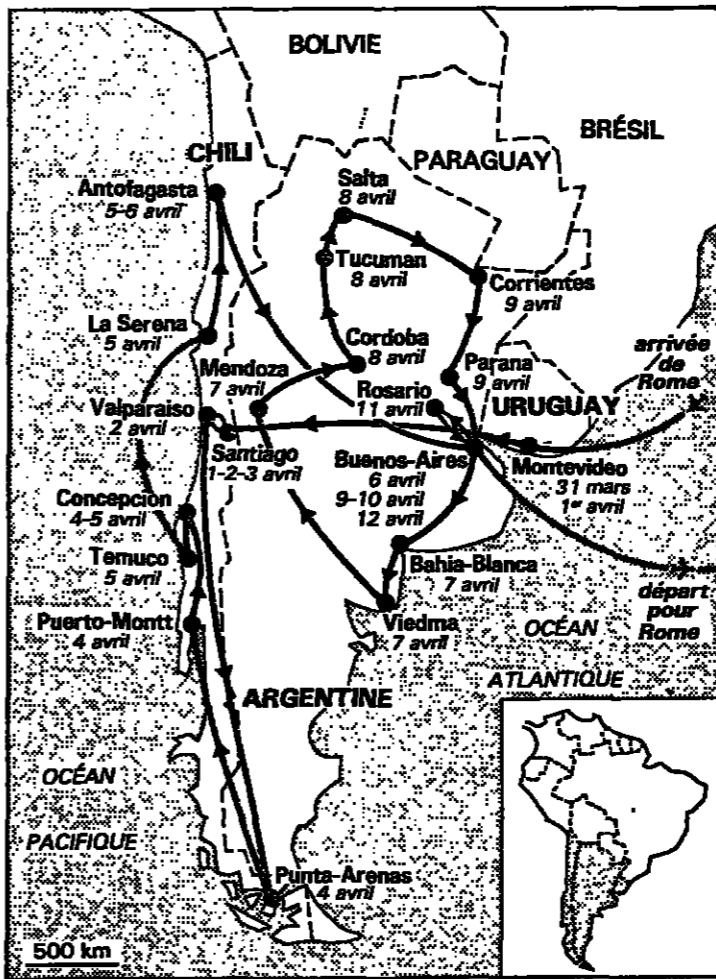 BOLIVIE
BRÉSIL
CHILI
PARAGUAY
Antofagasta
5-6 avril
Salta
8 avril
Tucuman
8 avril
Corrientes
9 avril
La Serena
5 avril
Cordoba
8 avril
arrivée
de
Rome
Mendoza
7 avril
Parana
9 avril
Rosario
11 avril
URUGUAY
Valparaiso
2 avril
Santiago
1-2-3 avril
Buenos-Aires
6 avril
9-10 avril
12 avril
Montevideo
31 mars
1er avril
Concepcion
4-5 avril
Temuco
5 avril
Bahia-Blanca
7 avril
Puerto-Montt
4 avril
Viedma
7 avril
départ
pour
Rome
OCÉAN
ATLANTIQUE
ARGENTINE
OCÉAN
PACIFIQUE
Punta-Arenas
4 avril
500 km